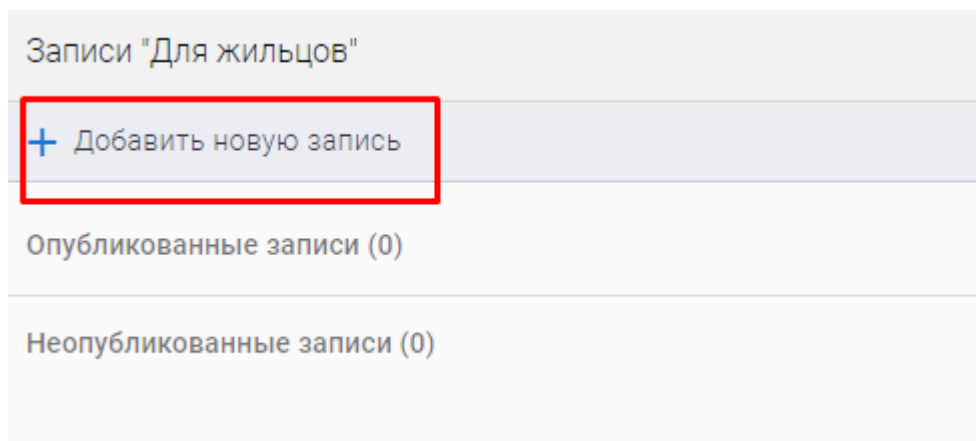 Записи "Для жильцов"
+ Добавить новую запись
Опубликованные записи (0)
Неопубликованные записи (0)